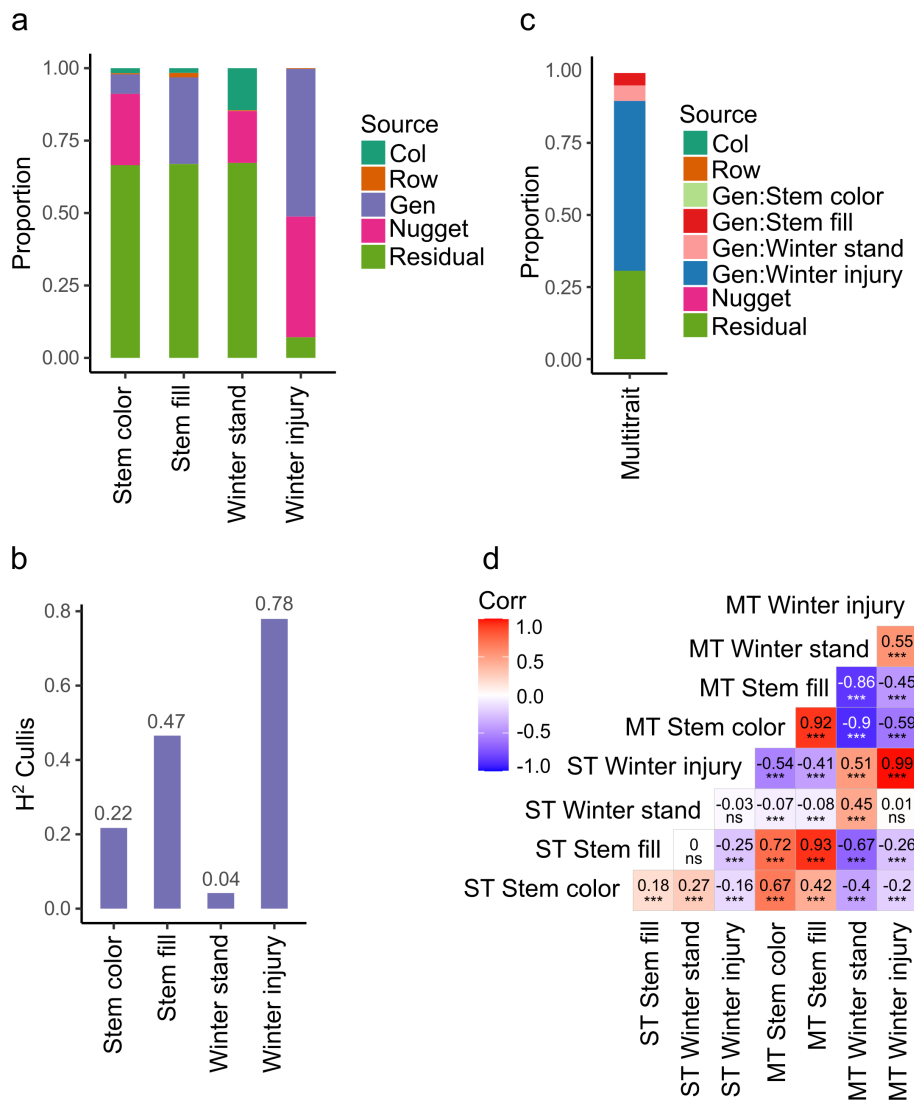 a
1.00
0.75
0.50
0.25
0.00
Proportion
Stem color
Stem fill
Winter stand
Winter injury
Source
Col
Row
Gen
Nugget
Residual
c
1.00
0.75
0.50
0.25
0.00
Proportion
Multitrait
Source
Col
Row
Gen:Stem color
Gen:Stem fill
Gen:Winter stand
Gen:Winter injury
Nugget
Residual
b
0.8
0.6
0.4
0.2
0.0
H² Cullis
0.22
0.47
0.04
0.78
Stem color
Stem fill
Winter stand
Winter injury
d
Corr
1.0
0.5
0.0
-0.5
-1.0
MT Winter injury
MT Winter stand 0.55
***
MT Stem fill -0.86 -0.45
*** ***
MT Stem color 0.92 -0.9 -0.59
*** *** ***
ST Winter injury -0.54 -0.41 0.51 0.99
*** *** *** ***
ST Winter stand -0.03 -0.07 -0.08 0.45 0.01
ns *** *** *** ns
ST Stem fill 0 -0.25 0.72 0.93 -0.67 -0.26
ns *** *** *** *** ***
ST Stem color 0.18 0.27 -0.16 0.67 0.42 -0.4 -0.2
*** *** *** *** *** *** ***
ST Stem fill
ST Winter stand
ST Winter injury
MT Stem color
MT Stem fill
MT Winter stand
MT Winter injury